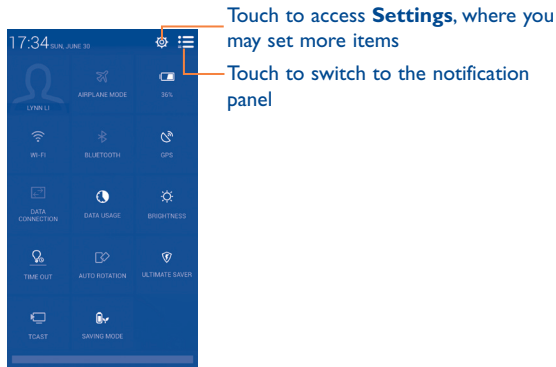 Touch to access Settings, where you
may set more items
Touch to switch to the notification
panel
17:34 SUN, JUNE 30
LYNN LI
AIRPLANE MODE
36%
WI-FI
BLUETOOTH
GPS
DATA
CONNECTION
DATA USAGE
BRIGHTNESS
TIME OUT
AUTO ROTATION
ULTIMATE SAVER
TCAST
SAVING MODE